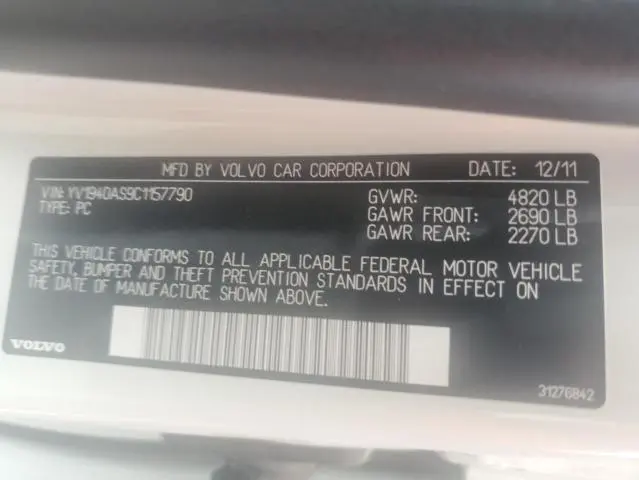 MFD BY VOLVO CAR CORPORATION DATE: 12/11
VIN: YV1940AS9C1157790 GVWR: 4820 LB
TYPE: PC GAWR FRONT: 2690 LB
GAWR REAR: 2270 LB
THIS VEHICLE CONFORMS TO ALL APPLICABLE FEDERAL MOTOR VEHICLE
SAFETY, BUMPER AND THEFT PREVENTION STANDARDS IN EFFECT ON
THE DATE OF MANUFACTURE SHOWN ABOVE.
VOLVO
31276842